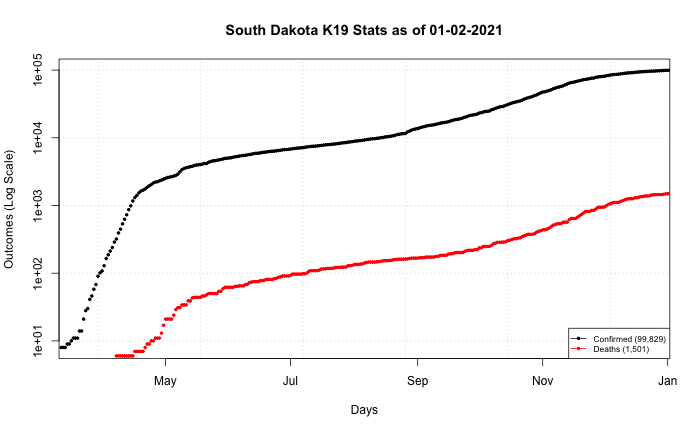 South Dakota K19 Stats as of 01-02-2021
Outcomes (Log Scale)
1e+05
1e+04
1e+03
1e+02
1e+01
Confirmed (99,829)
Deaths (1,501)
May Jul Sep Nov Jan
Days